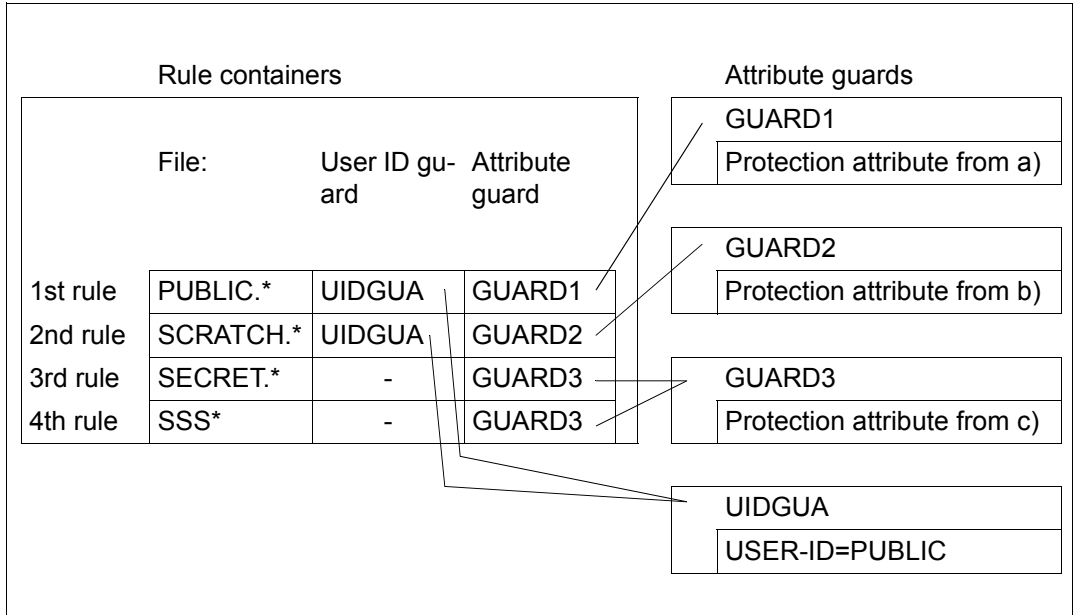 Rule containers
Attribute guards
File:
User ID gu-
ard
Attribute
guard
1st rule PUBLIC.* UIDGUA GUARD1
2nd rule SCRATCH.* UIDGUA GUARD2
3rd rule SECRET.* - GUARD3
4th rule SSS* - GUARD3
GUARD1
Protection attribute from a)
GUARD2
Protection attribute from b)
GUARD3
Protection attribute from c)
UIDGUA
USER-ID=PUBLIC